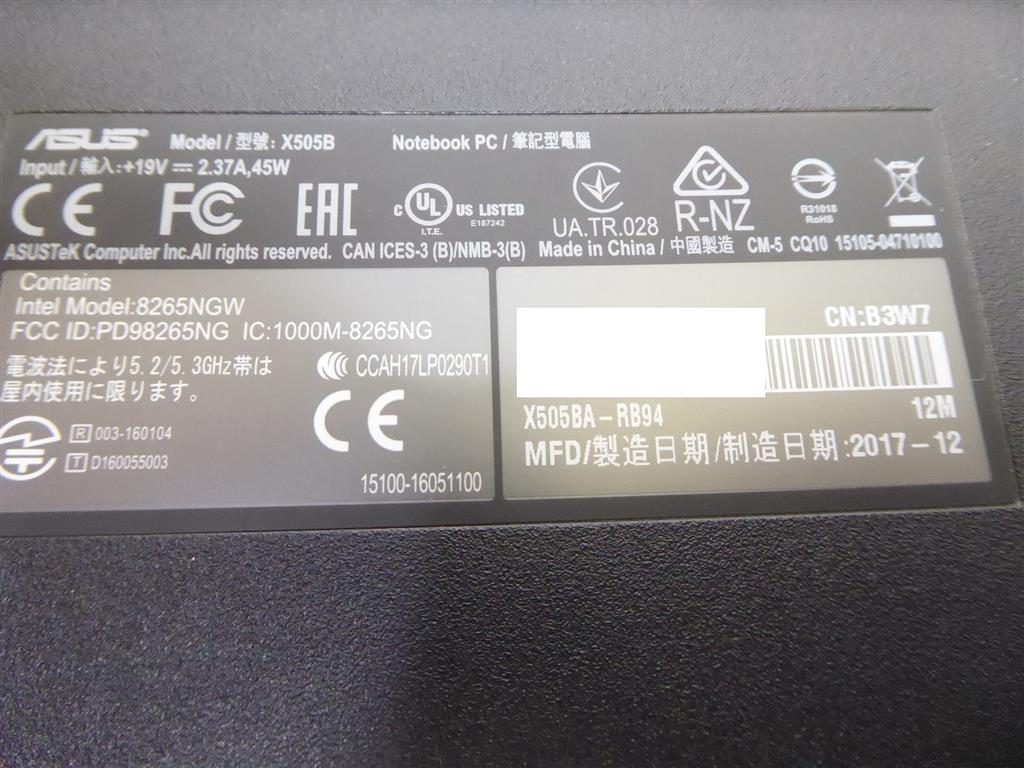 ASUS Model / 型號: X505B Notebook PC / 筆記型電腦
Input / 輸入: +19V ⎓ 2.37A,45W
CE FC EAC C UL US LISTED
I.T.E. E187242
UA.TR.028
R-NZ
R31018
RoHS
ASUSTeK Computer Inc.All rights reserved. CAN ICES-3 (B)/NMB-3(B) Made in China / 中國製造 CM-5 CQ10 15105-04710100
Contains
Intel Model:8265NGW
FCC ID:PD98265NG IC:1000M-8265NG
電波法により5.2/5.3GHz帯は
屋内使用に限ります。
CCAH17LP0290T1
CE
R 003-160104
T D160055003
15100-16051100
CN:B3W7
X505BA-RB94 12M
MFD/製造日期/制造日期:2017-12